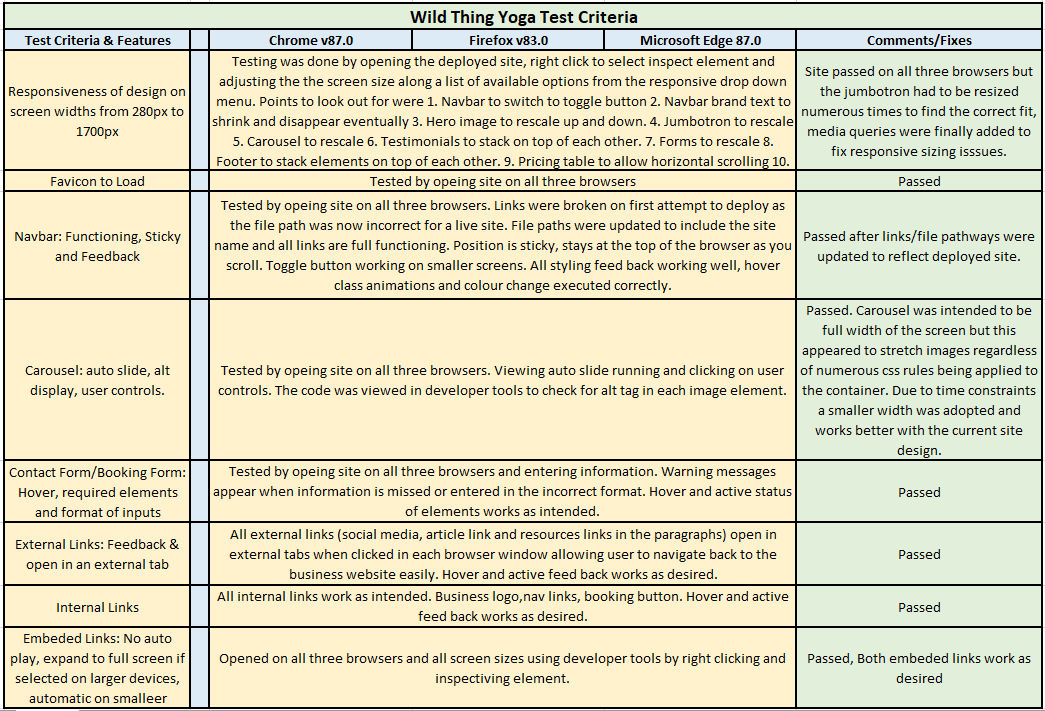 Wild Thing Yoga Test Criteria
Test Criteria & Features
Chrome v87.0
Firefox v83.0
Microsoft Edge 87.0
Comments/Fixes
Responsiveness of design on
screen widths from 280px to
1700px
Testing was done by opening the deployed site, right click to select inspect element and
adjusting the the screen size along a list of available options from the responsive drop down
menu. Points to look out for were 1. Navbar to switch to toggle button 2. Navbar brand text to
shrink and disappear eventually 3. Hero image to rescale up and down. 4. Jumbotron to rescale
5. Carousel to rescale 6. Testimonials to stack on top of each other. 7. Forms to rescale 8.
Footer to stack elements on top of each other. 9. Pricing table to allow horizontal scrolling 10.
Site passed on all three browsers but
the jumbotron had to be resized
numerous times to find the correct fit,
media queries were finally added to
fix responsive sizing isssues.
Favicon to Load
Tested by opeing site on all three browsers
Passed
Navbar: Functioning, Sticky
and Feedback
Tested by opeing site on all three browsers. Links were broken on first attempt to deploy as
the file path was now incorrect for a live site. File paths were updated to include the site
name and all links are full functioning. Position is sticky, stays at the top of the browser as you
scroll. Toggle button working on smaller screens. All styling feed back working well, hover
class animations and colour change executed correctly.
Passed after links/file pathways were
updated to reflect deployed site.
Carousel: auto slide, alt
display, user controls.
Tested by opeing site on all three browsers. Viewing auto slide running and clicking on user
controls. The code was viewed in developer tools to check for alt tag in each image element.
Passed. Carousel was intended to be
full width of the screen but this
appeared to stretch images regardless
of numerous css rules being applied to
the container. Due to time constraints
a smaller width was adopted and
works better with the current site
design.
Contact Form/Booking Form:
Hover, required elements
and format of inputs
Tested by opeing site on all three browsers and entering information. Warning messages
appear when information is missed or entered in the incorrect format. Hover and active status
of elements works as intended.
Passed
External Links: Feedback &
open in an external tab
All external links (social media, article link and resources links in the paragraphs) open in
external tabs when clicked in each browser window allowing user to navigate back to the
business website easily. Hover and active feed back works as desired.
Passed
Internal Links
All internal links work as intended. Business logo,nav links, booking button. Hover and active
feed back works as desired.
Passed
Embeded Links: No auto
play, expand to full screen if
selected on larger devices,
automatic on smalleer
Opened on all three browsers and all screen sizes using developer tools by right clicking and
inspectiving element.
Passed, Both embeded links work as
desired